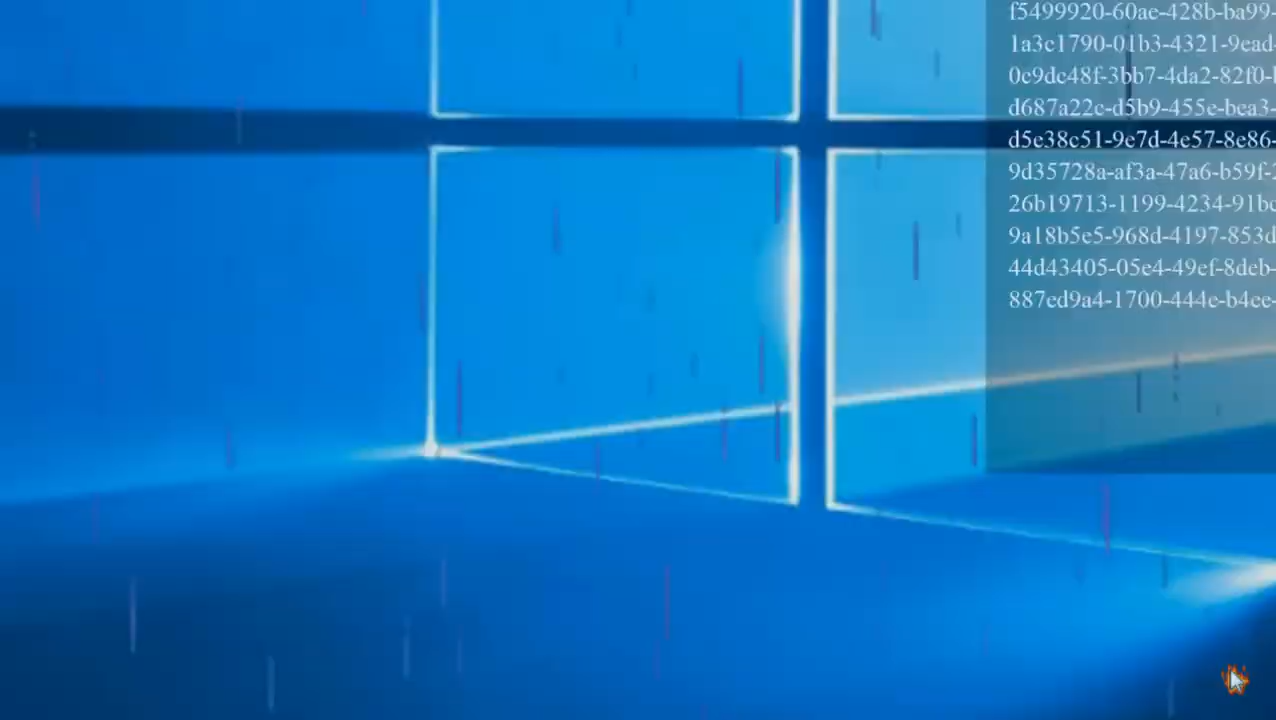 f5499920-60ae-428b-ba99-
1a3c1790-01b3-4321-9ead-
0c9dc48f-3bb7-4da2-82f0-
d687a22c-d5b9-455e-bea3-
d5e38c51-9e7d-4e57-8e86-
9d35728a-af3a-47a6-b59f-
26b19713-1199-4234-91bc
9a18b5e5-968d-4197-853d
44d43405-05e4-49ef-8deb-
887ed9a4-1700-444e-b4ee-